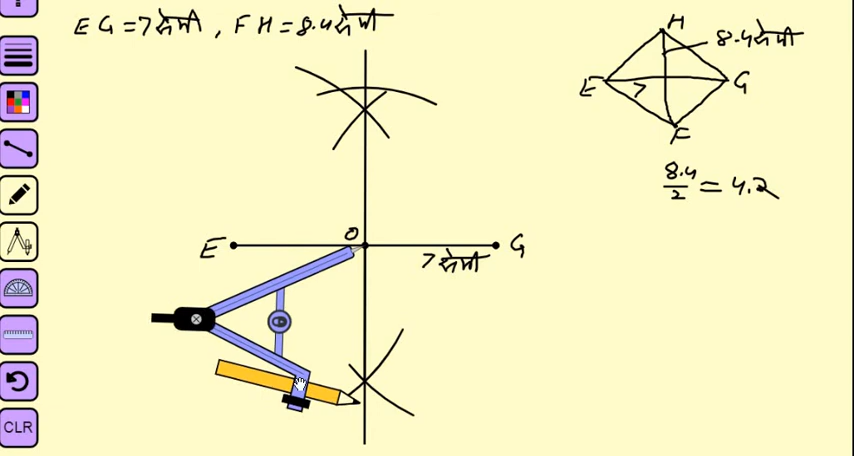 EG = 7 सेमी, FH = 8.4 सेमी
H
8.4 सेमी
E
7
G
F
8.4/2 = 4.2
O
E
G
7 सेमी
CLR